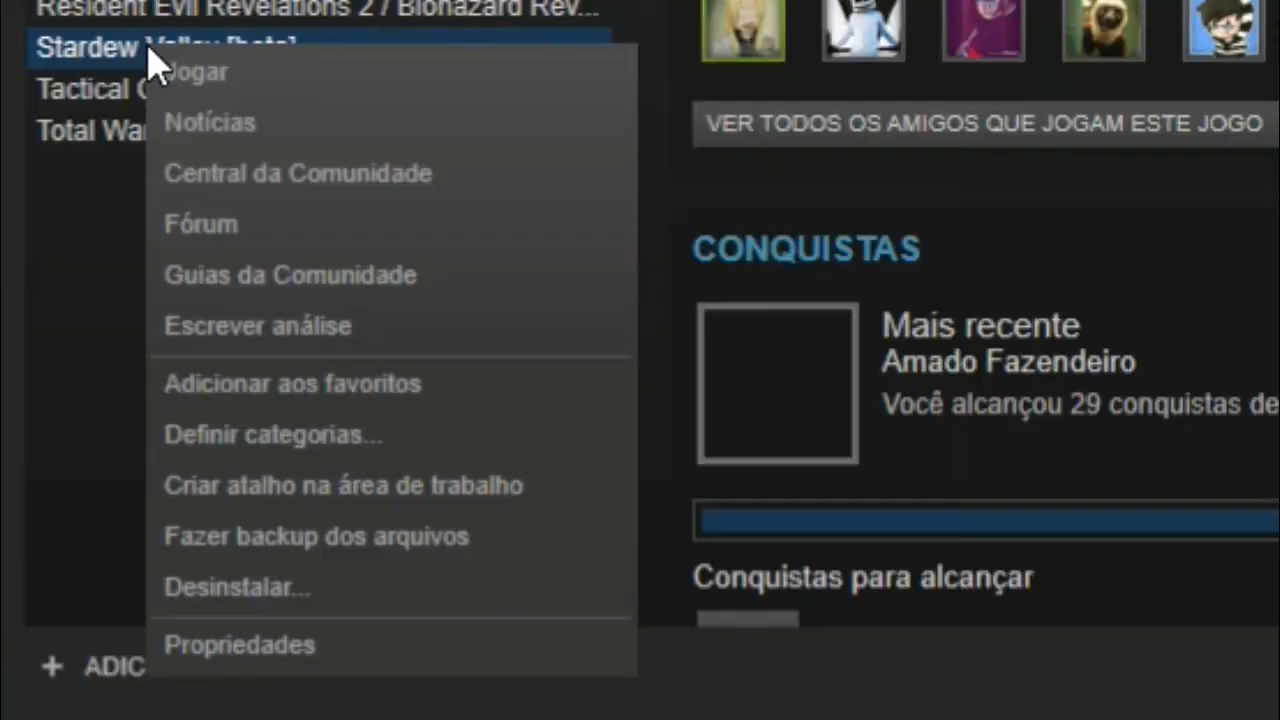 Resident Evil Revelations 2 / Biohazard Rev...
Stardew Valley [beta]
Tactical
Total War
Jogar
Notícias
Central da Comunidade
Fórum
Guias da Comunidade
Escrever análise
Adicionar aos favoritos
Definir categorias...
Criar atalho na área de trabalho
Fazer backup dos arquivos
Desinstalar...
Propriedades
+ ADIC
VER TODOS OS AMIGOS QUE JOGAM ESTE JOGO
CONQUISTAS
Mais recente
Amado Fazendeiro
Você alcançou 29 conquistas de
Conquistas para alcançar